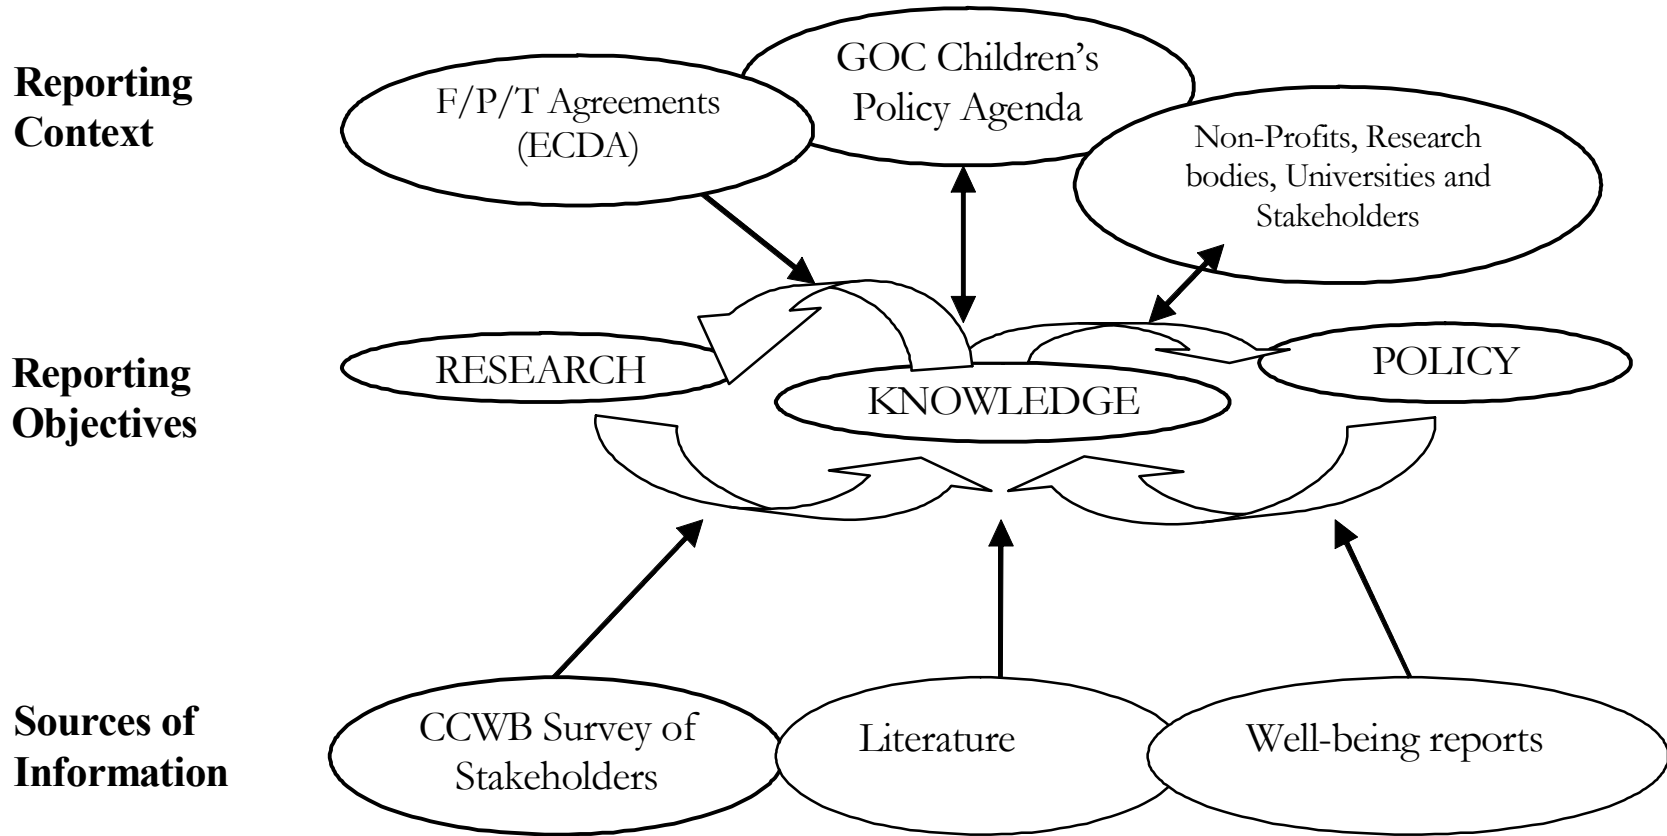 Reporting
Context
F/P/T Agreements
(ECDA)
GOC Children’s
Policy Agenda
Non-Profits, Research
bodies, Universities and
Stakeholders
Reporting
Objectives
RESEARCH
KNOWLEDGE
POLICY
Sources of
Information
CCWB Survey of
Stakeholders
Literature
Well-being reports